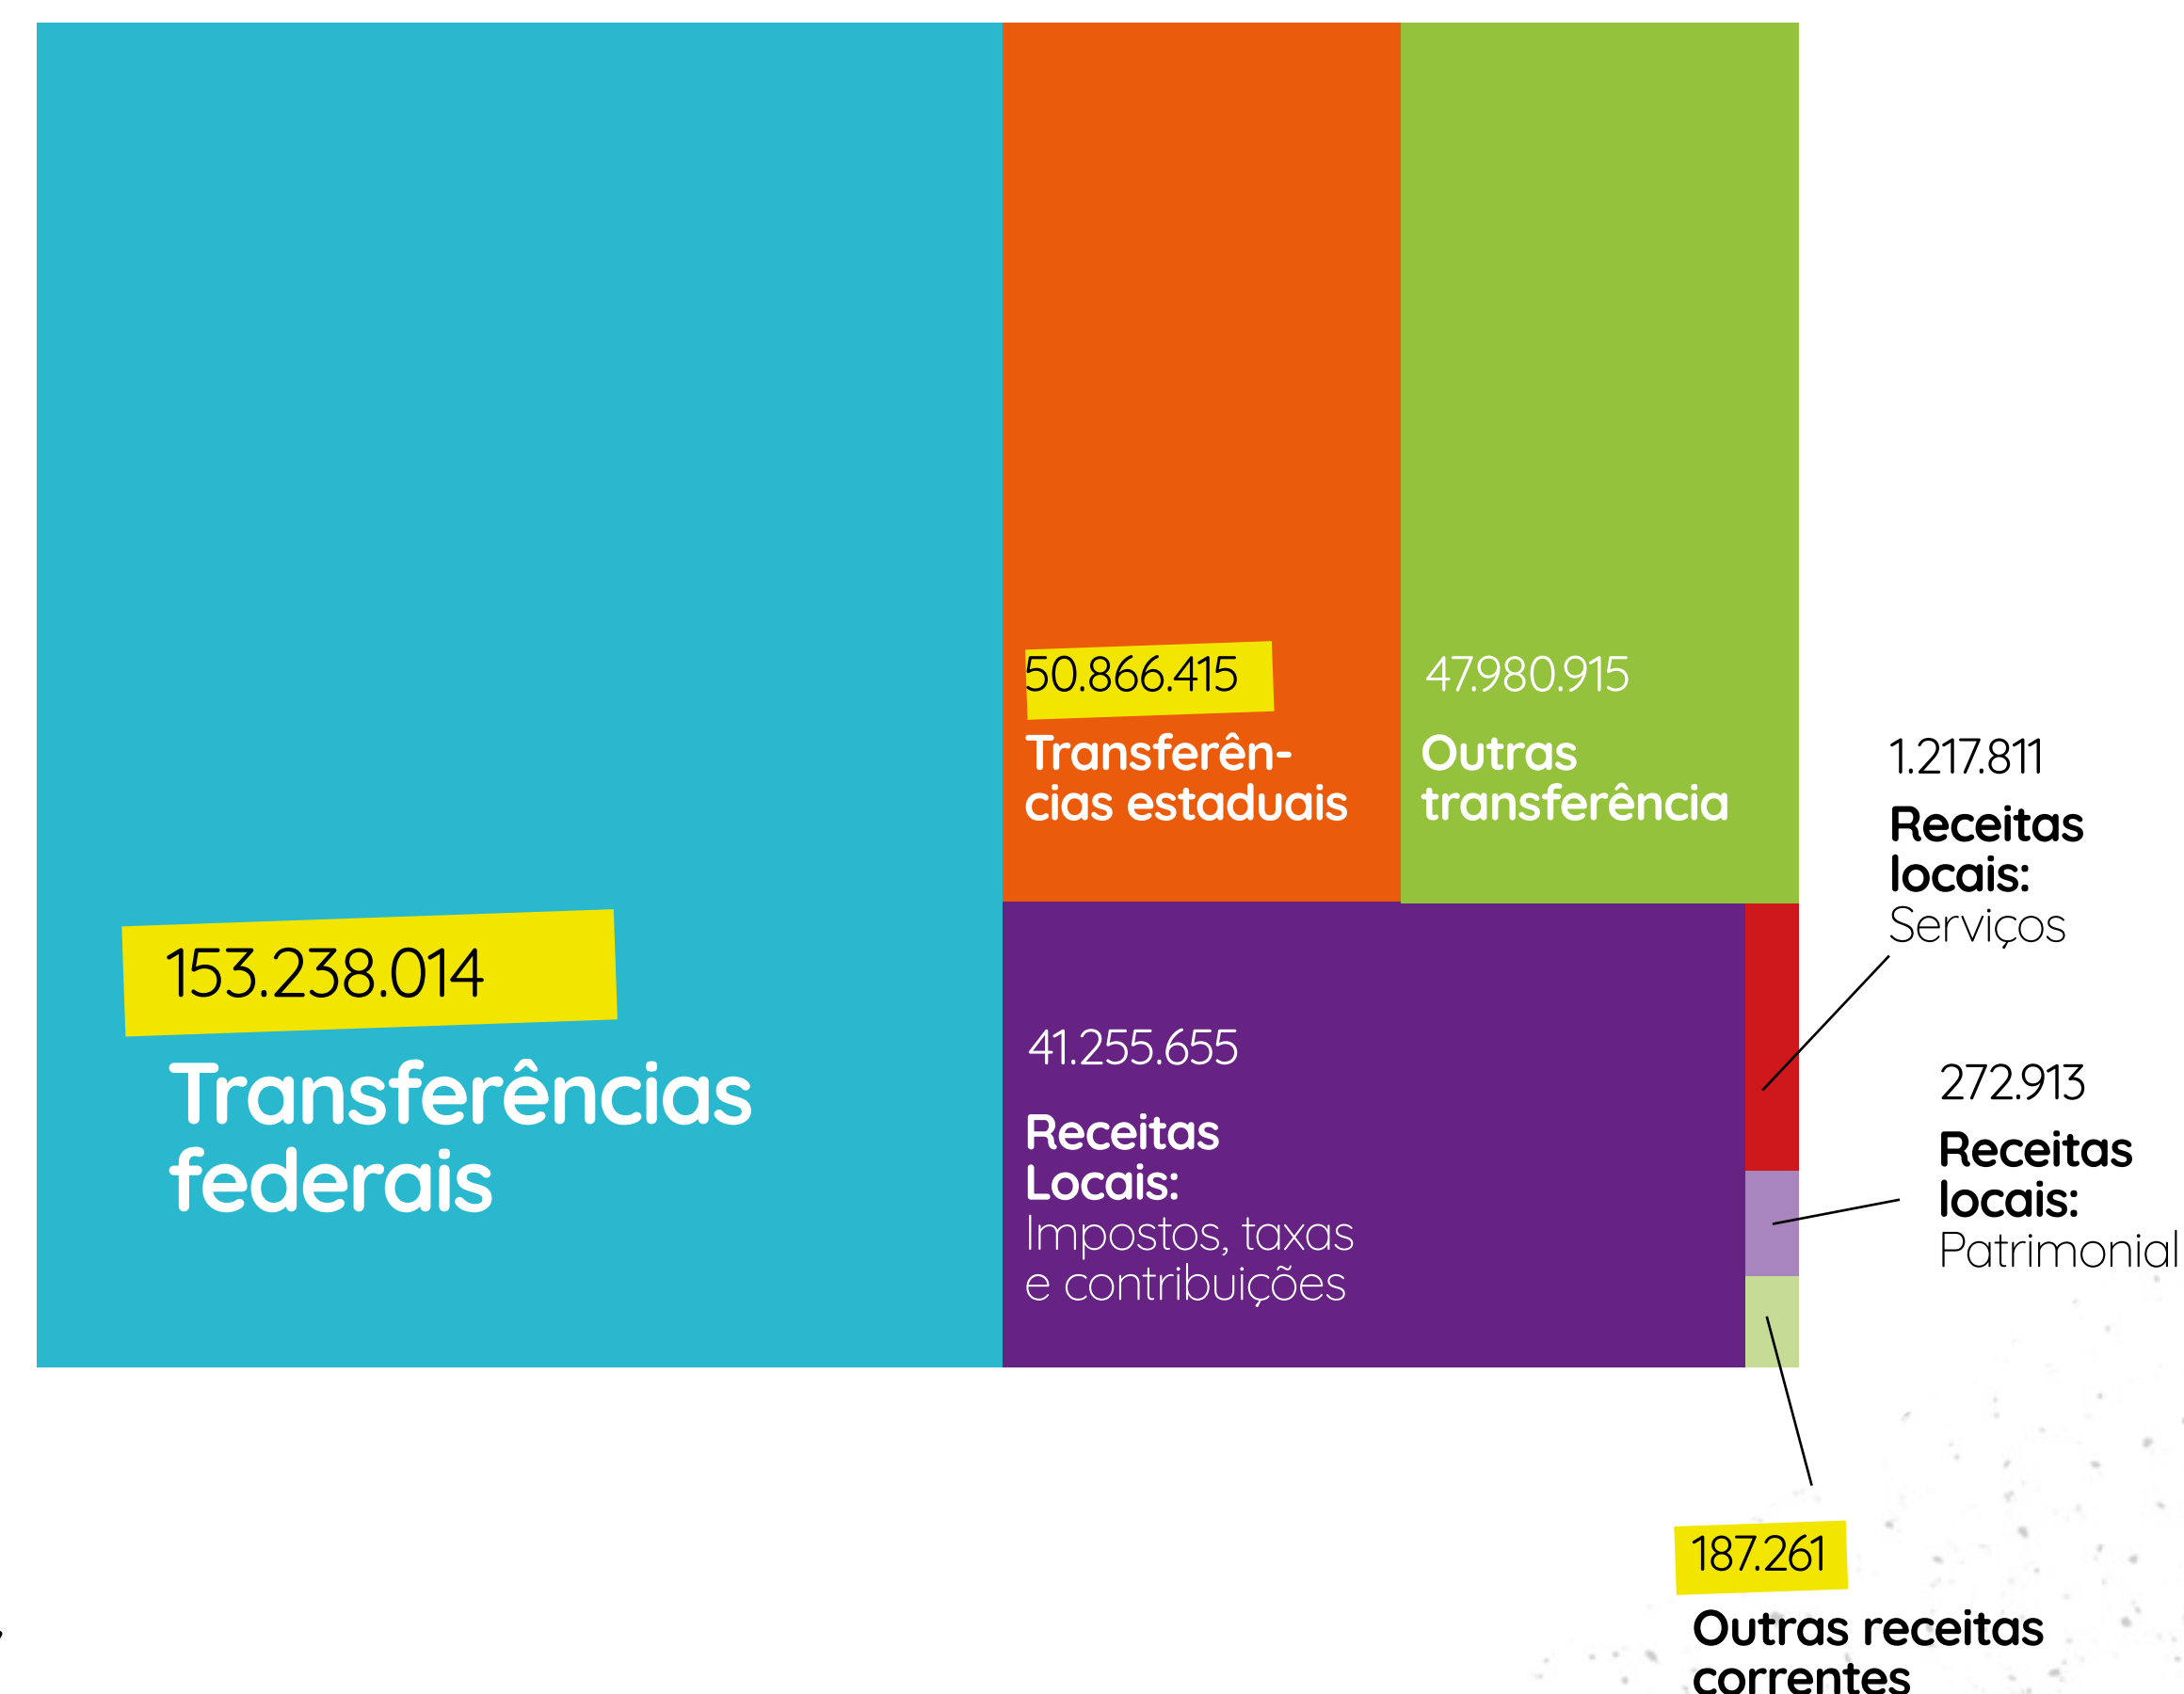 153.238.014
Transferências
federais
50.866.415
Transferên-
cias estaduais
47.980.915
Outras
transferência
41.255.655
Receitas
Locais:
Impostos, taxas
e contribuições
1.217.811
Receitas
locais:
Serviços
272.913
Receitas
locais:
Patrimonial
187.261
Outras receitas
correntes